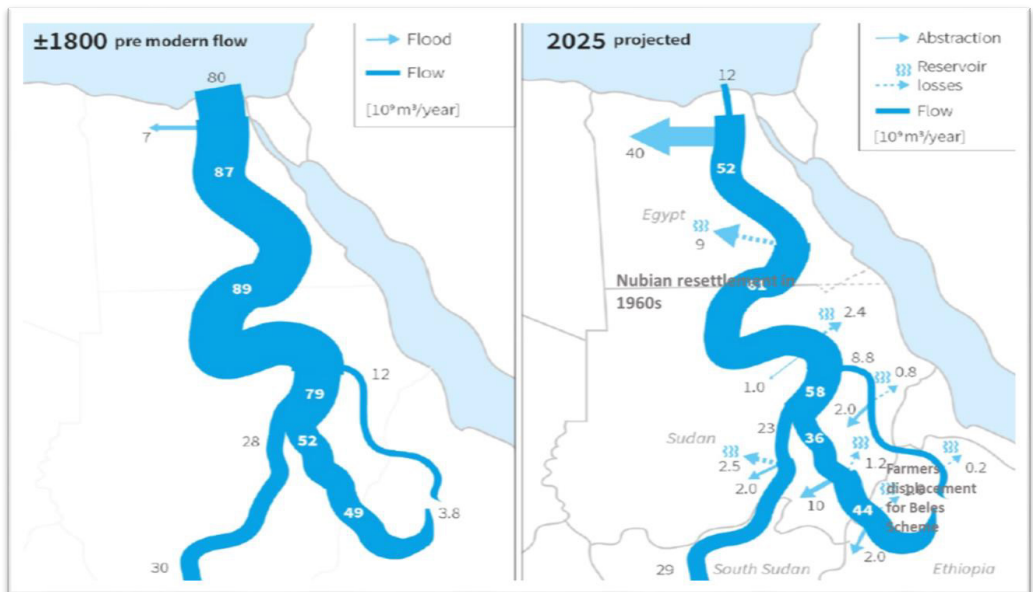 ±1800 pre modern flow
Flood
Flow
[10⁹m³/year]
80
7
87
89
12
79
28
52
49
3.8
30
2025 projected
Abstraction
Reservoir
losses
Flow
[10⁹m³/year]
12
40
52
Egypt
9
Nubian resettlement in
1960s
2.4
8.8
0.8
1.0
58
2.0
23
36
Sudan
2.5
2.0
1.2
0.2
Farmers
displacement
for Beles
Scheme
10
44
2.0
29
South Sudan
Ethiopia